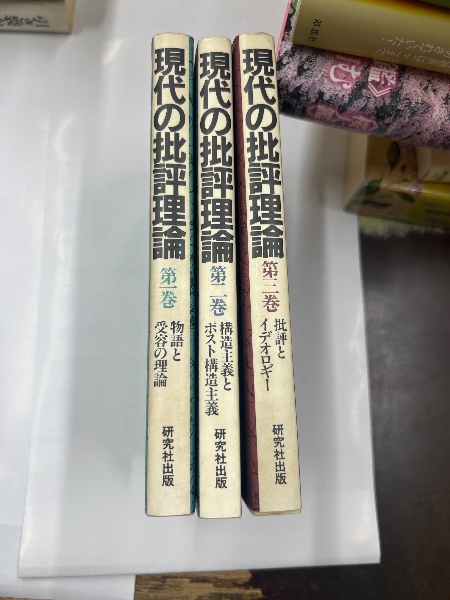 現代の批評理論
第一巻
物語と
受容の理論
研究社出版
現代の批評理論
第二巻
構造主義と
ポスト構造主義
研究社出版
現代の批評理論
第三巻
批評と
イデオロギー
研究社出版